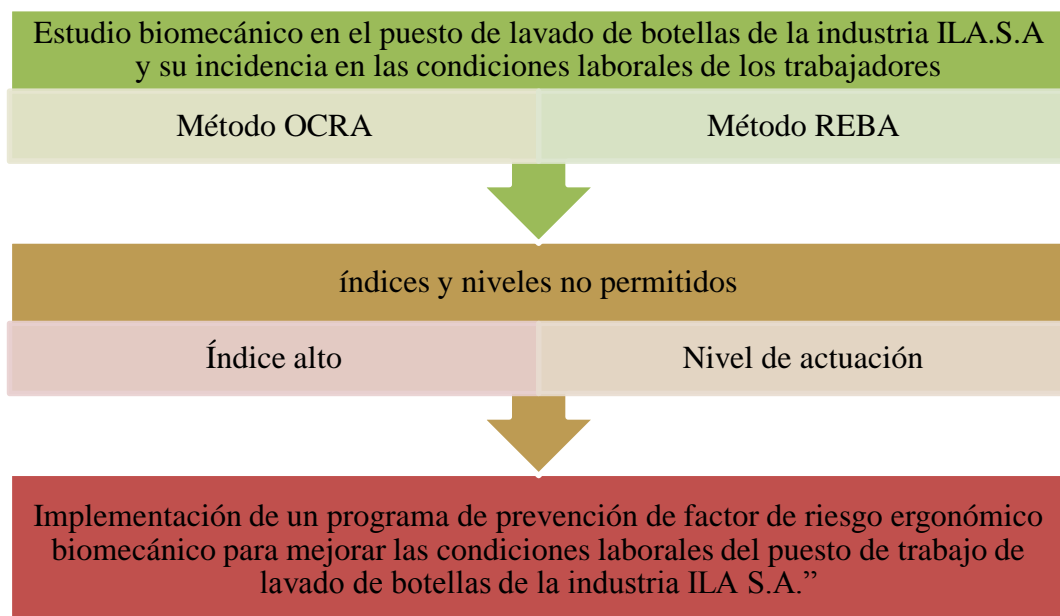 Estudio biomecánico en el puesto de lavado de botellas de la industria ILA.S.A
y su incidencia en las condiciones laborales de los trabajadores
Método OCRA
Método REBA
índices y niveles no permitidos
Índice alto
Nivel de actuación
Implementación de un programa de prevención de factor de riesgo ergonómico
biomecánico para mejorar las condiciones laborales del puesto de trabajo de
lavado de botellas de la industria ILA S.A.”